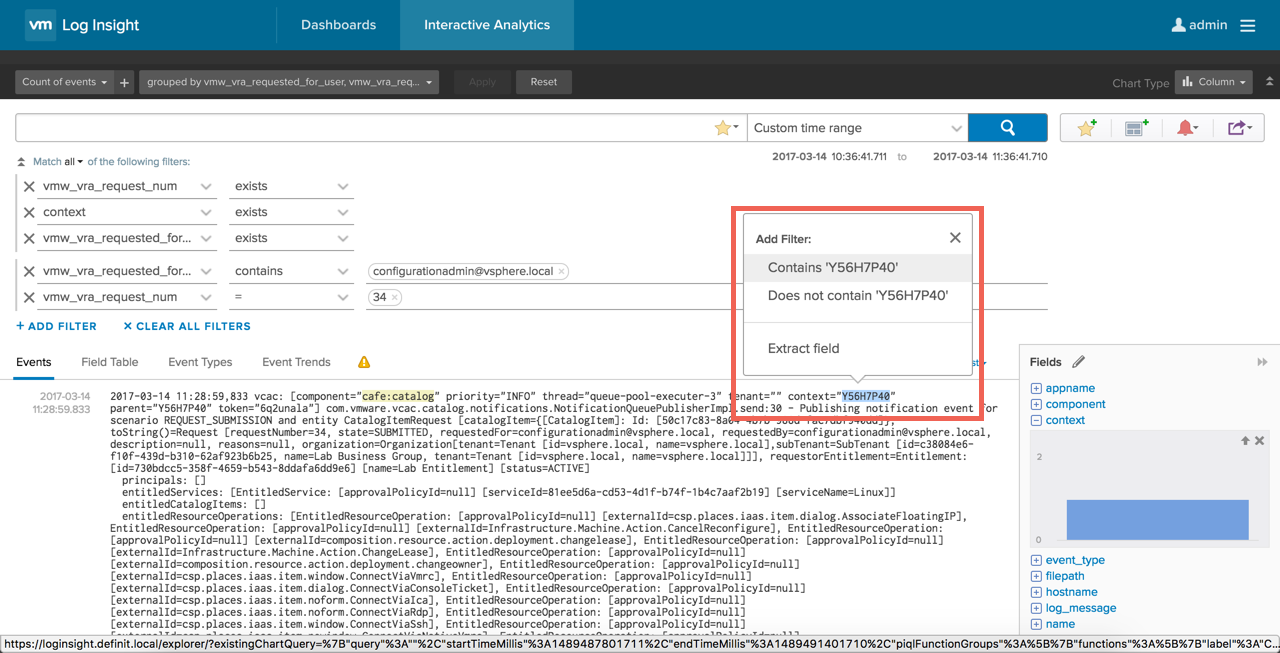 vm Log Insight Dashboards Interactive Analytics admin
Count of events + grouped by vmw_vra_requested_for_user, vmw_vra_req... Apply Reset Chart Type Column
Custom time range
Match all of the following filters: 2017-03-14 10:36:41.711 to 2017-03-14 11:36:41.710
vmw_vra_request_num exists
context exists
vmw_vra_requested_for... exists
vmw_vra_requested_for... contains configurationadmin@vsphere.local
vmw_vra_request_num = 34
+ ADD FILTER × CLEAR ALL FILTERS
Add Filter:
Contains 'Y56H7P40'
Does not contain 'Y56H7P40'
Extract field
Events Field Table Event Types Event Trends
2017-03-14
11:28:59.833
2017-03-14 11:28:59,833 vcac: [component="cafe:catalog" priority="INFO" thread="queue-pool-executer-3" tenant="" context="Y56H7P40"
parent="Y56H7P40" token="6q2unala"] com.vmware.vcac.catalog.notifications.NotificationQueuePublisherImpl.send:30 - Publishing notification event for
scenario REQUEST_SUBMISSION and entity CatalogItemRequest [catalogItem={[CatalogItem]: Id: [50c17c83-8a04-
toString()=Request [requestNumber=34, state=SUBMITTED, requestedFor=configurationadmin@vsphere.local, requestedBy=configurationadmin@vsphere.local,
description=null, reasons=null, organization=Organization[tenant=Tenant [id=vsphere.local, name=vsphere.local],subTenant=SubTenant [id=c38084e6-
f10f-439d-b310-62af923b6b25, name=Lab Business Group, tenant=Tenant [id=vsphere.local, name=vsphere.local]]], requestorEntitlement=Entitlement:
[id=730bdcc5-358f-4659-b543-8ddafa6dd9e6] [name=Lab Entitlement] [status=ACTIVE]
principals: []
entitledServices: [EntitledService: [approvalPolicyId=null] [serviceId=81ee5d6a-cd53-4d1f-b74f-1b4c7aaf2b19] [serviceName=Linux]]
entitledCatalogItems: []
entitledResourceOperations: [EntitledResourceOperation: [approvalPolicyId=null] [externalId=csp.places.iaas.item.dialog.AssociateFloatingIP],
EntitledResourceOperation: [approvalPolicyId=null] [externalId=Infrastructure.Machine.Action.CancelReconfigure], EntitledResourceOperation:
[approvalPolicyId=null] [externalId=composition.resource.action.deployment.changelease], EntitledResourceOperation: [approvalPolicyId=null]
[externalId=Infrastructure.Machine.Action.ChangeLease], EntitledResourceOperation: [approvalPolicyId=null]
[externalId=composition.resource.action.deployment.changeowner], EntitledResourceOperation: [approvalPolicyId=null]
[externalId=csp.places.iaas.item.window.ConnectViaVmrc], EntitledResourceOperation: [approvalPolicyId=null]
[externalId=csp.places.iaas.item.dialog.ConnectViaConsoleTicket], EntitledResourceOperation: [approvalPolicyId=null]
[externalId=csp.places.iaas.item.noform.ConnectViaIca], EntitledResourceOperation: [approvalPolicyId=null]
[externalId=csp.places.iaas.item.noform.ConnectViaRdp], EntitledResourceOperation: [approvalPolicyId=null]
[externalId=csp.places.iaas.item.window.ConnectViaSsh], EntitledResourceOperation: [approvalPolicyId=null]
Fields
appname
component
context
2
0
event_type
filepath
hostname
log_message
name
https://loginsight.definit.local/explorer/?existingChartQuery=%7B"query"%3A""%2C"startTimeMillis"%3A1489487801711%2C"endTimeMillis"%3A1489491401710%2C"piqlFunctionGroups"%3A%5B%7B"functions"%3A%5B%7B"label"%3A"C...